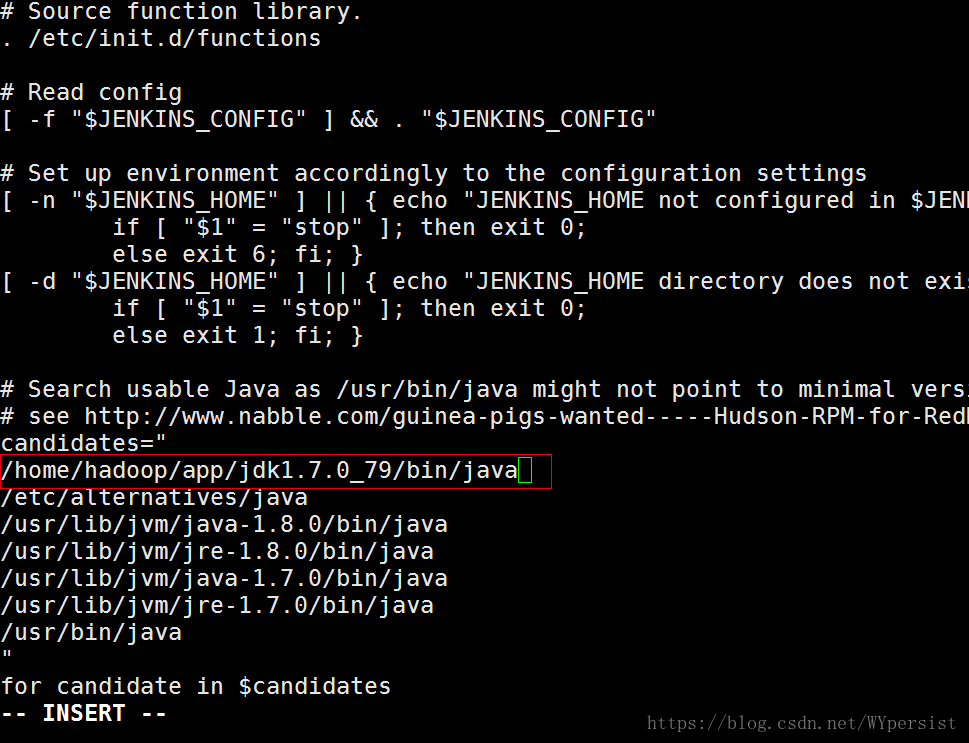 # Source function library.
. /etc/init.d/functions
# Read config
[ -f "$JENKINS_CONFIG" ] && . "$JENKINS_CONFIG"
# Set up environment accordingly to the configuration settings
[ -n "$JENKINS_HOME" ] || { echo "JENKINS_HOME not configured in $JEN
        if [ "$1" = "stop" ]; then exit 0;
        else exit 6; fi; }
[ -d "$JENKINS_HOME" ] || { echo "JENKINS_HOME directory does not exis
        if [ "$1" = "stop" ]; then exit 0;
        else exit 1; fi; }
# Search usable Java as /usr/bin/java might not point to minimal versi
# see http://www.nabble.com/guinea-pigs-wanted-----Hudson-RPM-for-Red
candidates="
/home/hadoop/app/jdk1.7.0_79/bin/java
/etc/alternatives/java
/usr/lib/jvm/java-1.8.0/bin/java
/usr/lib/jvm/jre-1.8.0/bin/java
/usr/lib/jvm/java-1.7.0/bin/java
/usr/lib/jvm/jre-1.7.0/bin/java
/usr/bin/java
"
for candidate in $candidates
-- INSERT --
https://blog.csdn.net/WYpersist